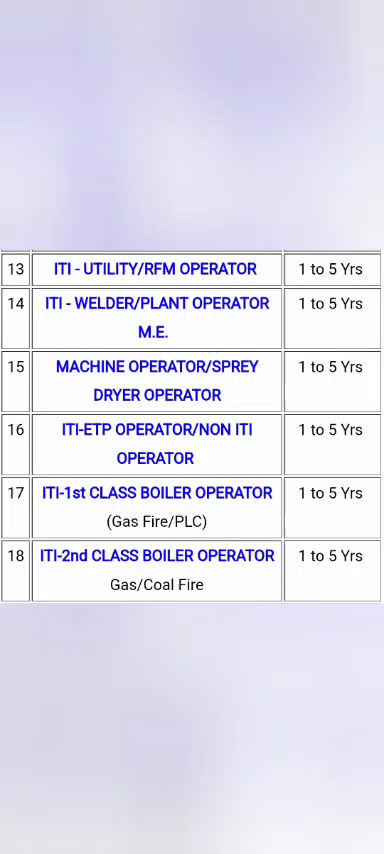 13 ITI - UTILITY/RFM OPERATOR 1 to 5 Yrs
14 ITI - WELDER/PLANT OPERATOR 1 to 5 Yrs
M.E.
15 MACHINE OPERATOR/SPREY 1 to 5 Yrs
DRYER OPERATOR
16 ITI-ETP OPERATOR/NON ITI 1 to 5 Yrs
OPERATOR
17 ITI-1st CLASS BOILER OPERATOR 1 to 5 Yrs
(Gas Fire/PLC)
18 ITI-2nd CLASS BOILER OPERATOR 1 to 5 Yrs
Gas/Coal Fire